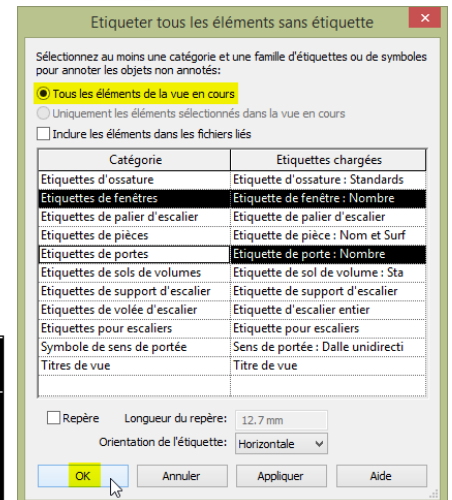 Etiqueter tous les éléments sans étiquette
Sélectionnez au moins une catégorie et une famille d'étiquettes ou de symboles
pour annoter les objets non annotés:
Tous les éléments de la vue en cours
Uniquement les éléments sélectionnés dans la vue en cours
Inclure les éléments dans les fichiers liés
Catégorie Etiquettes chargées
Etiquettes d'ossature Etiquette d'ossature : Standards
Etiquettes de fenêtres Etiquette de fenêtre : Nombre
Etiquettes de palier d'escalier Etiquette de palier d'escalier
Etiquettes de pièces Etiquette de pièce : Nom et Surf
Etiquettes de portes Etiquette de porte : Nombre
Etiquettes de sols de volumes Etiquette de sol de volume : Sta
Etiquettes de support d'escalier Etiquette de support d'escalier
Etiquettes de volée d'escalier Etiquette d'escalier entier
Etiquettes pour escaliers Etiquette pour escaliers
Symbole de sens de portée Sens de portée : Dalle unidirecti
Titres de vue Titre de vue
Repère Longueur du repère: 12.7 mm
Orientation de l'étiquette: Horizontale
OK Annuler Appliquer Aide